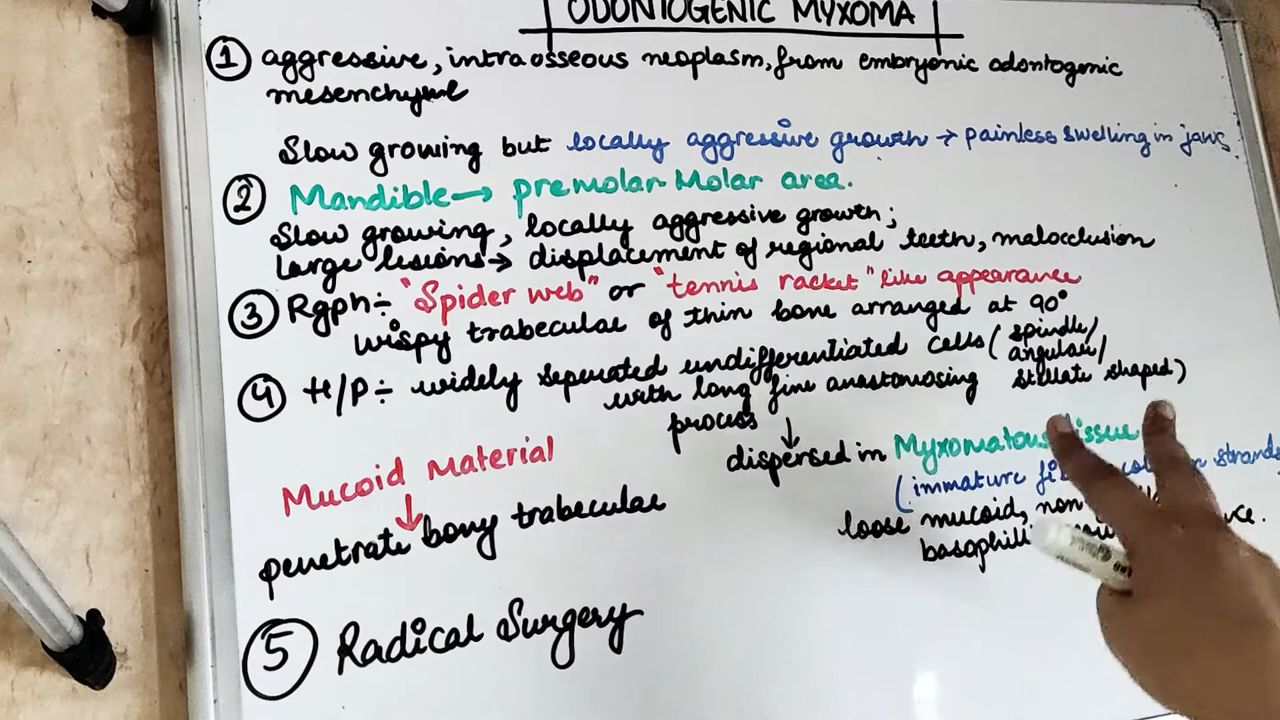 ODONTOGENIC MYXOMA
① aggressive, intraosseous neoplasm, from embryonic odontogenic
mesenchyme
Slow growing but locally aggressive growth → painless swelling in jaws.
② Mandible → premolar-Molar area.
Slow growing, locally aggressive growth;
large lesions → displacement of regional teeth, malocclusion
③ Rgph÷ "Spider web" or "tennis racket" like appearance
wispy trabeculae of thin bone arranged at 90°
④ H/P÷ widely seperated undifferentiated cells (spindle/
angular/
stellate shaped)
with long fine anastomosing
process
↓
dispersed in Myxomatous tissue
(immature strands
loose mucoid, non
Mucoid Material
↓
penetrate bony trabeculae
⑤ Radical Surgery